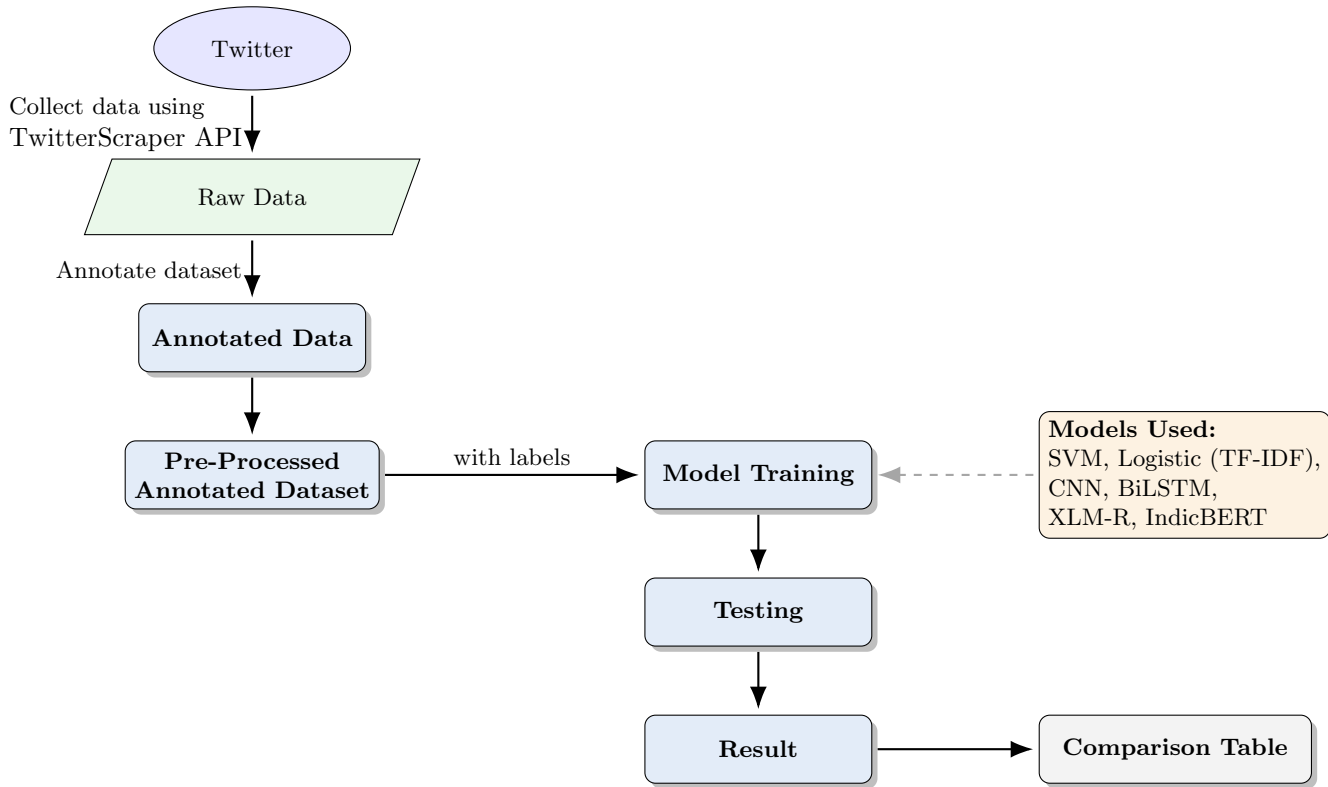 Twitter
Collect data using
TwitterScraper API
Raw Data
Annotate dataset
Annotated Data
Pre-Processed
Annotated Dataset
with labels
Model Training
Models Used:
SVM, Logistic (TF-IDF),
CNN, BiLSTM,
XLM-R, IndicBERT
Testing
Result
Comparison Table